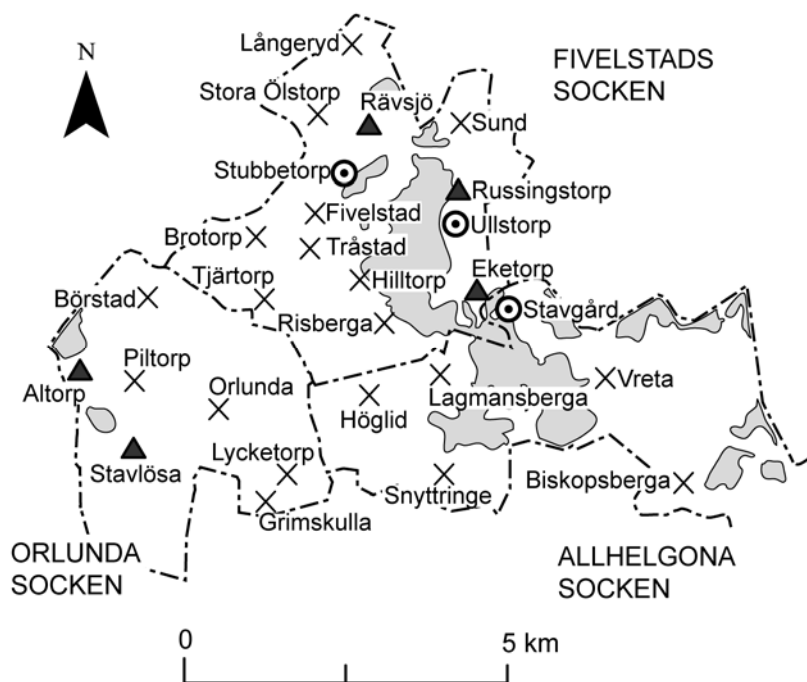 Långeryd
N
FIVELSTADS
SOCKEN
Stora Ölstorp
Rävsjö
Sund
Stubbetorp
Russingstorp
Fivelstad
Ullstorp
Brotorp
Tråstad
Eketorp
Tjärtorp
Hilltorp
Börstad
Stavgård
Risberga
Piltorp
Orlunda
Vreta
Altorp
Lagmansberga
Höglid
Lycketorp
Stavlösa
Snyttringe
Biskopsberga
Grimskulla
ORLUNDA
SOCKEN
ALLHELGONA
SOCKEN
0
5 km